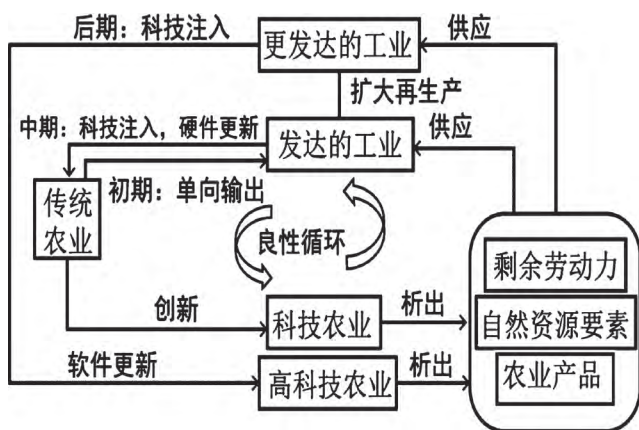 后期：科技注入
更发达的工业
供应
扩大再生产
中期：科技注入，硬件更新
发达的工业
供应
初期：单向输出
传统
农业
良性循环
剩余劳动力
创新
科技农业
析出
自然资源要素
软件更新
高科技农业
析出
农业产品